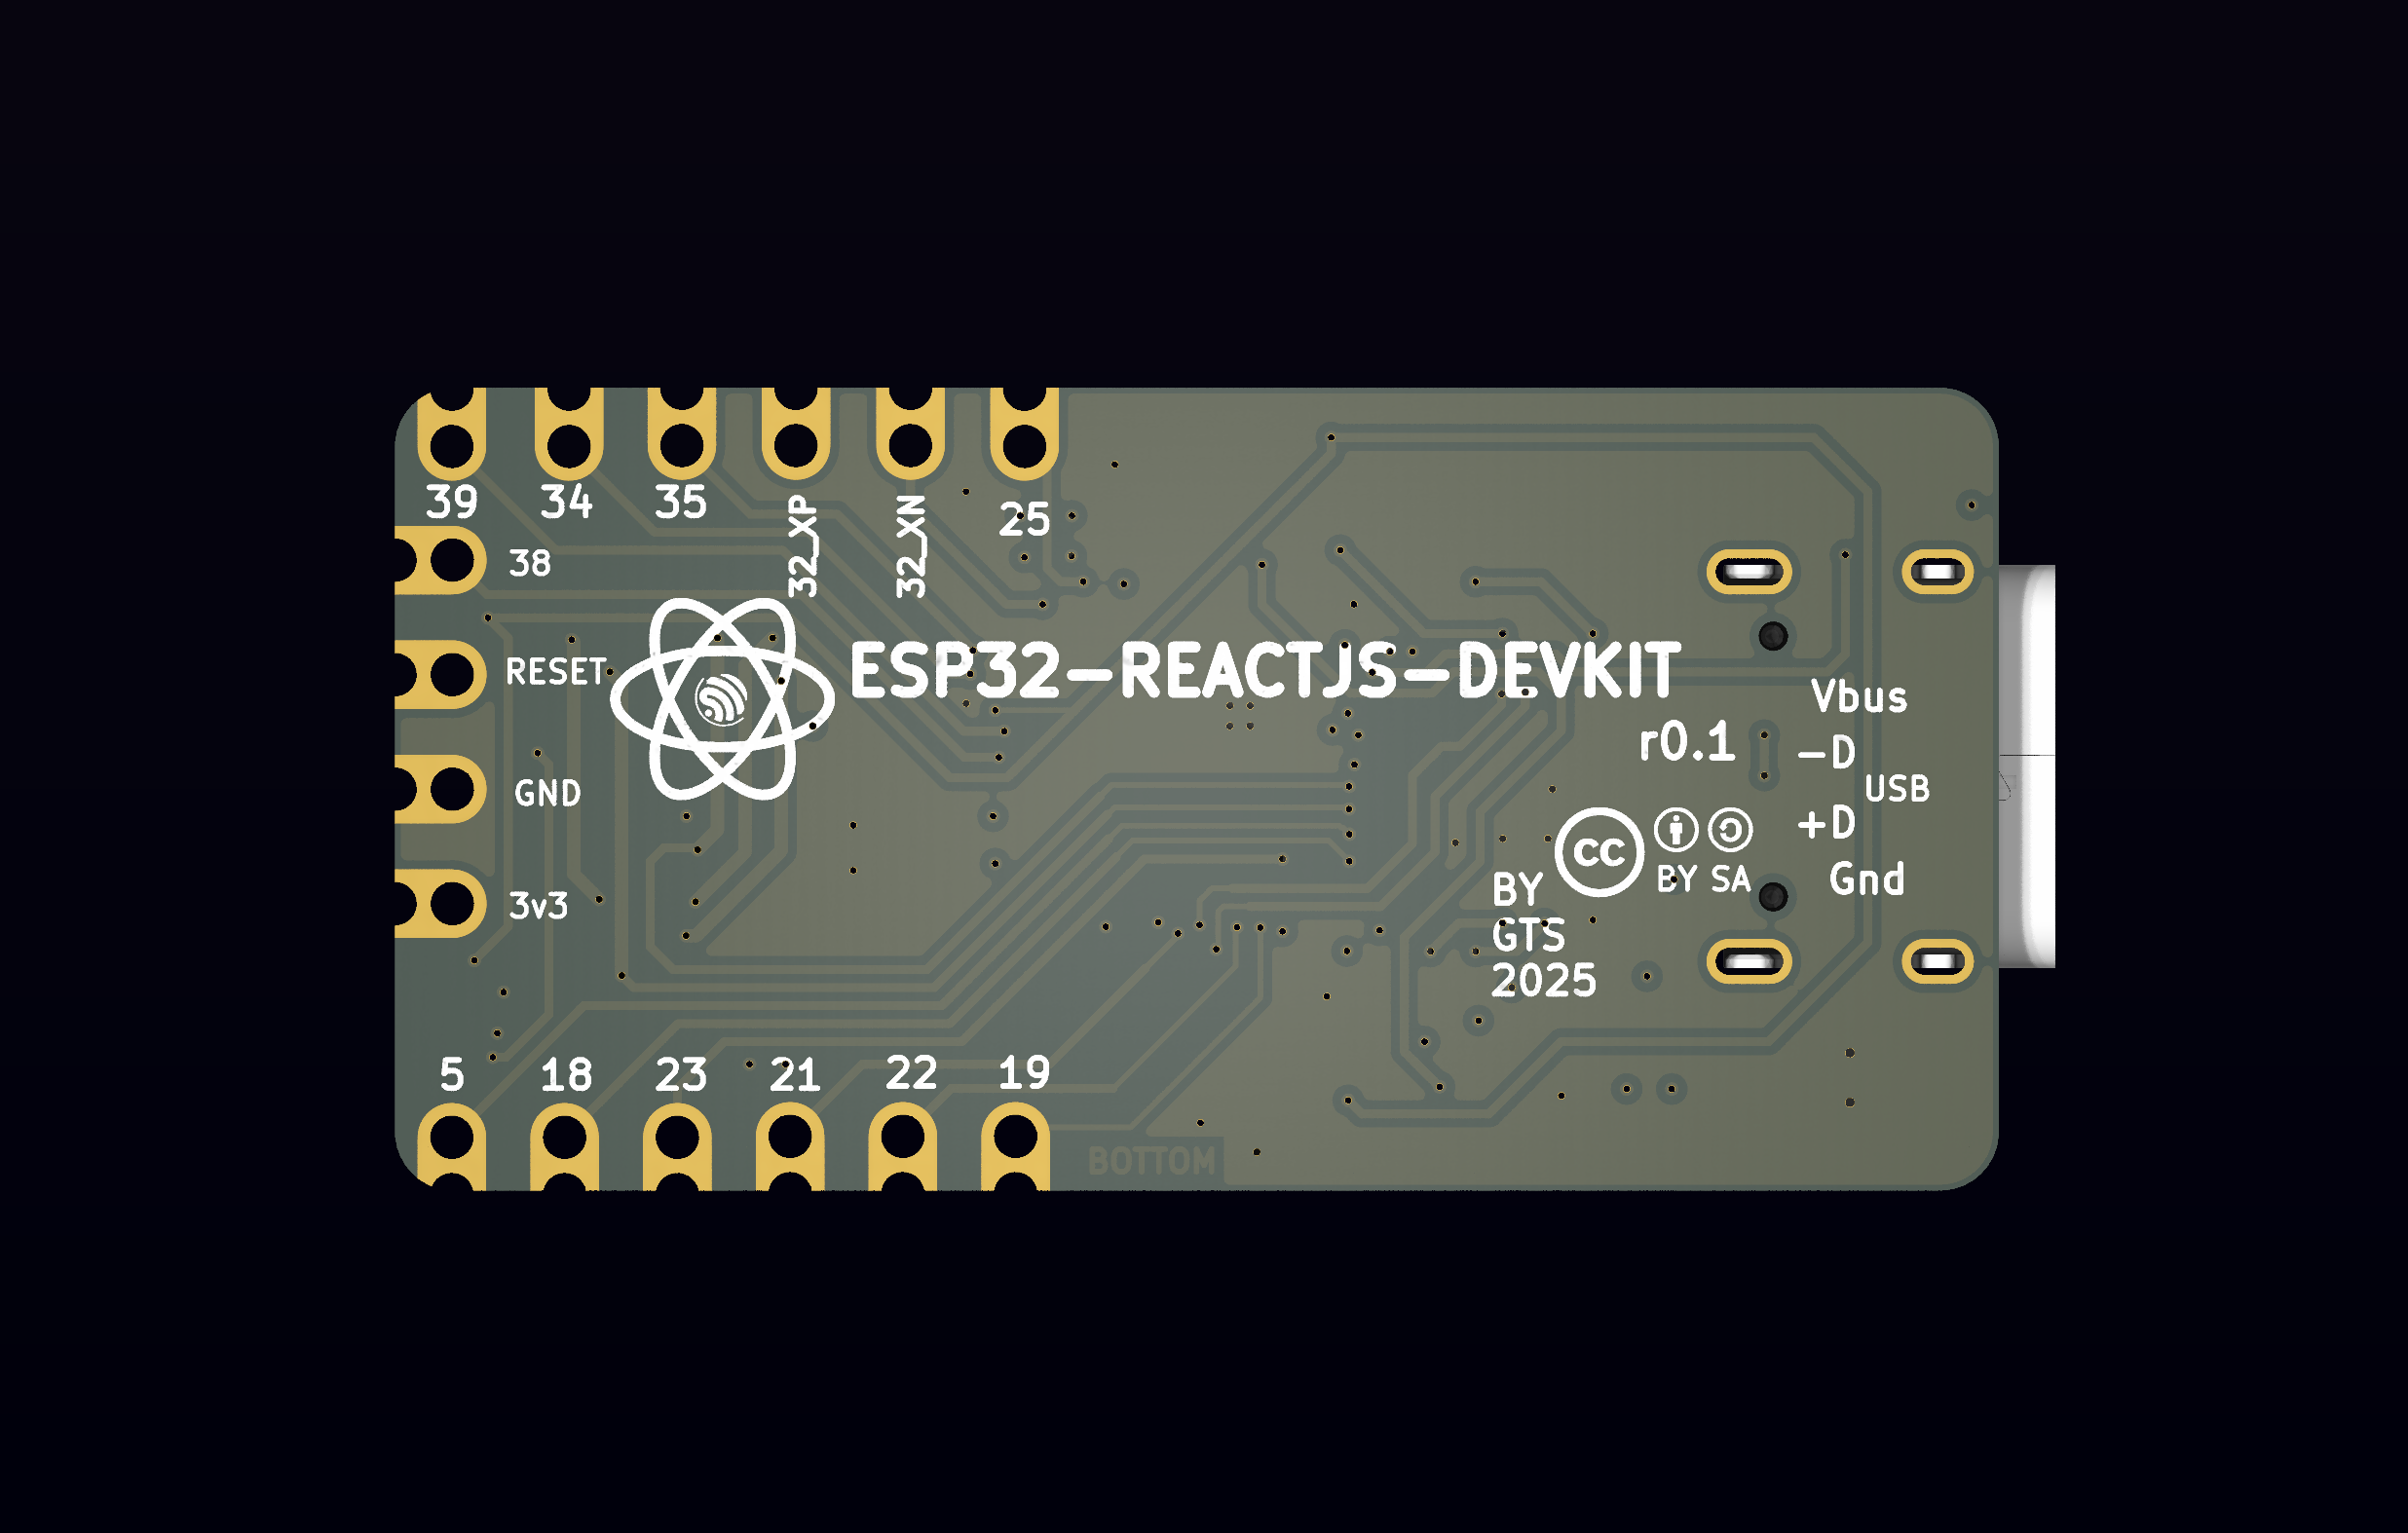 39 34 35 32_XP 32_XN 25
38
RESET
ESP32-REACTJS-DEVKIT
Vbus
r0.1
-D
GND
USB
+D
cc
BY SA
Gnd
3v3
BY
GTS
2025
5 18 23 21 22 19
BOTTOM